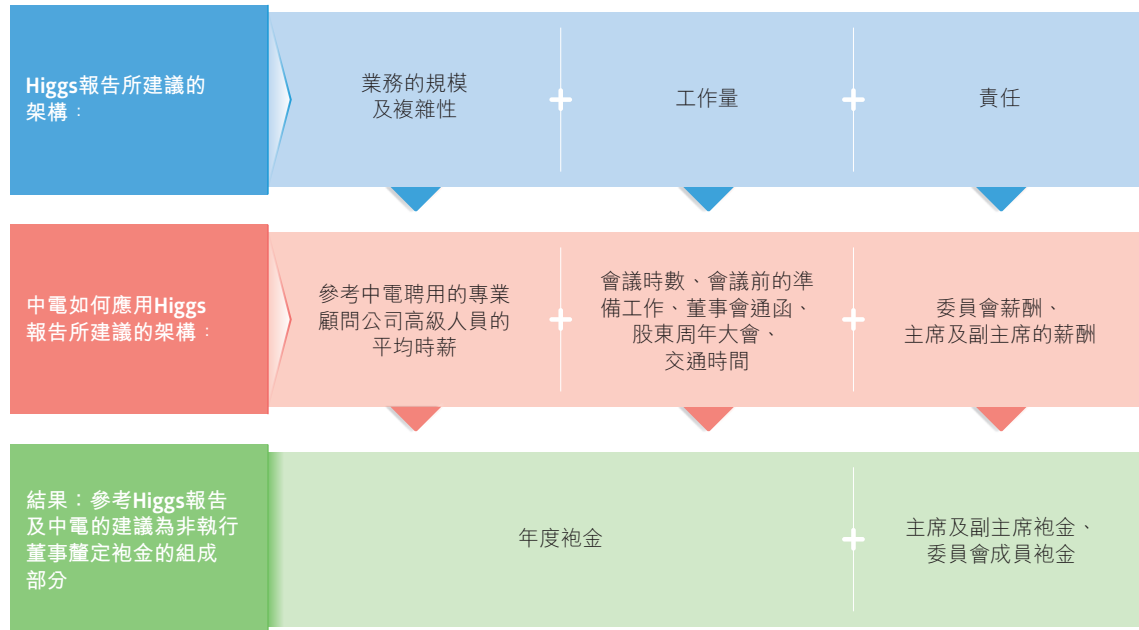 Higgs報告所建議的
架構：
業務的規模
及複雜性
+
工作量
+
責任
中電如何應用Higgs
報告所建議的架構：
參考中電聘用的專業
顧問公司高級人員的
平均時薪
+
會議時數、會議前的準
備工作、董事會通函、
股東周年大會、
交通時間
+
委員會薪酬、
主席及副主席的薪酬
結果：參考Higgs報告
及中電的建議為非執行
董事釐定袍金的組成
部分
年度袍金
+
主席及副主席袍金、
委員會成員袍金